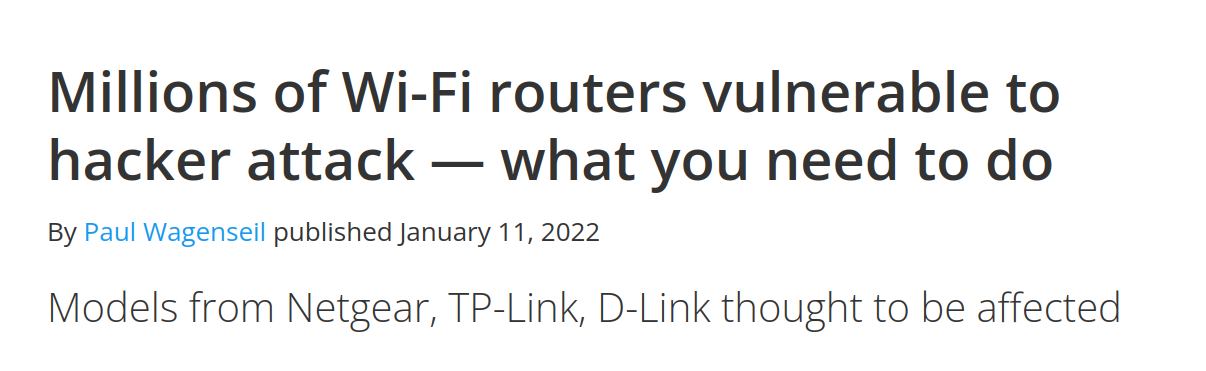 Millions of Wi-Fi routers vulnerable to
hacker attack — what you need to do
By Paul Wagenseil published January 11, 2022
Models from Netgear, TP-Link, D-Link thought to be affected